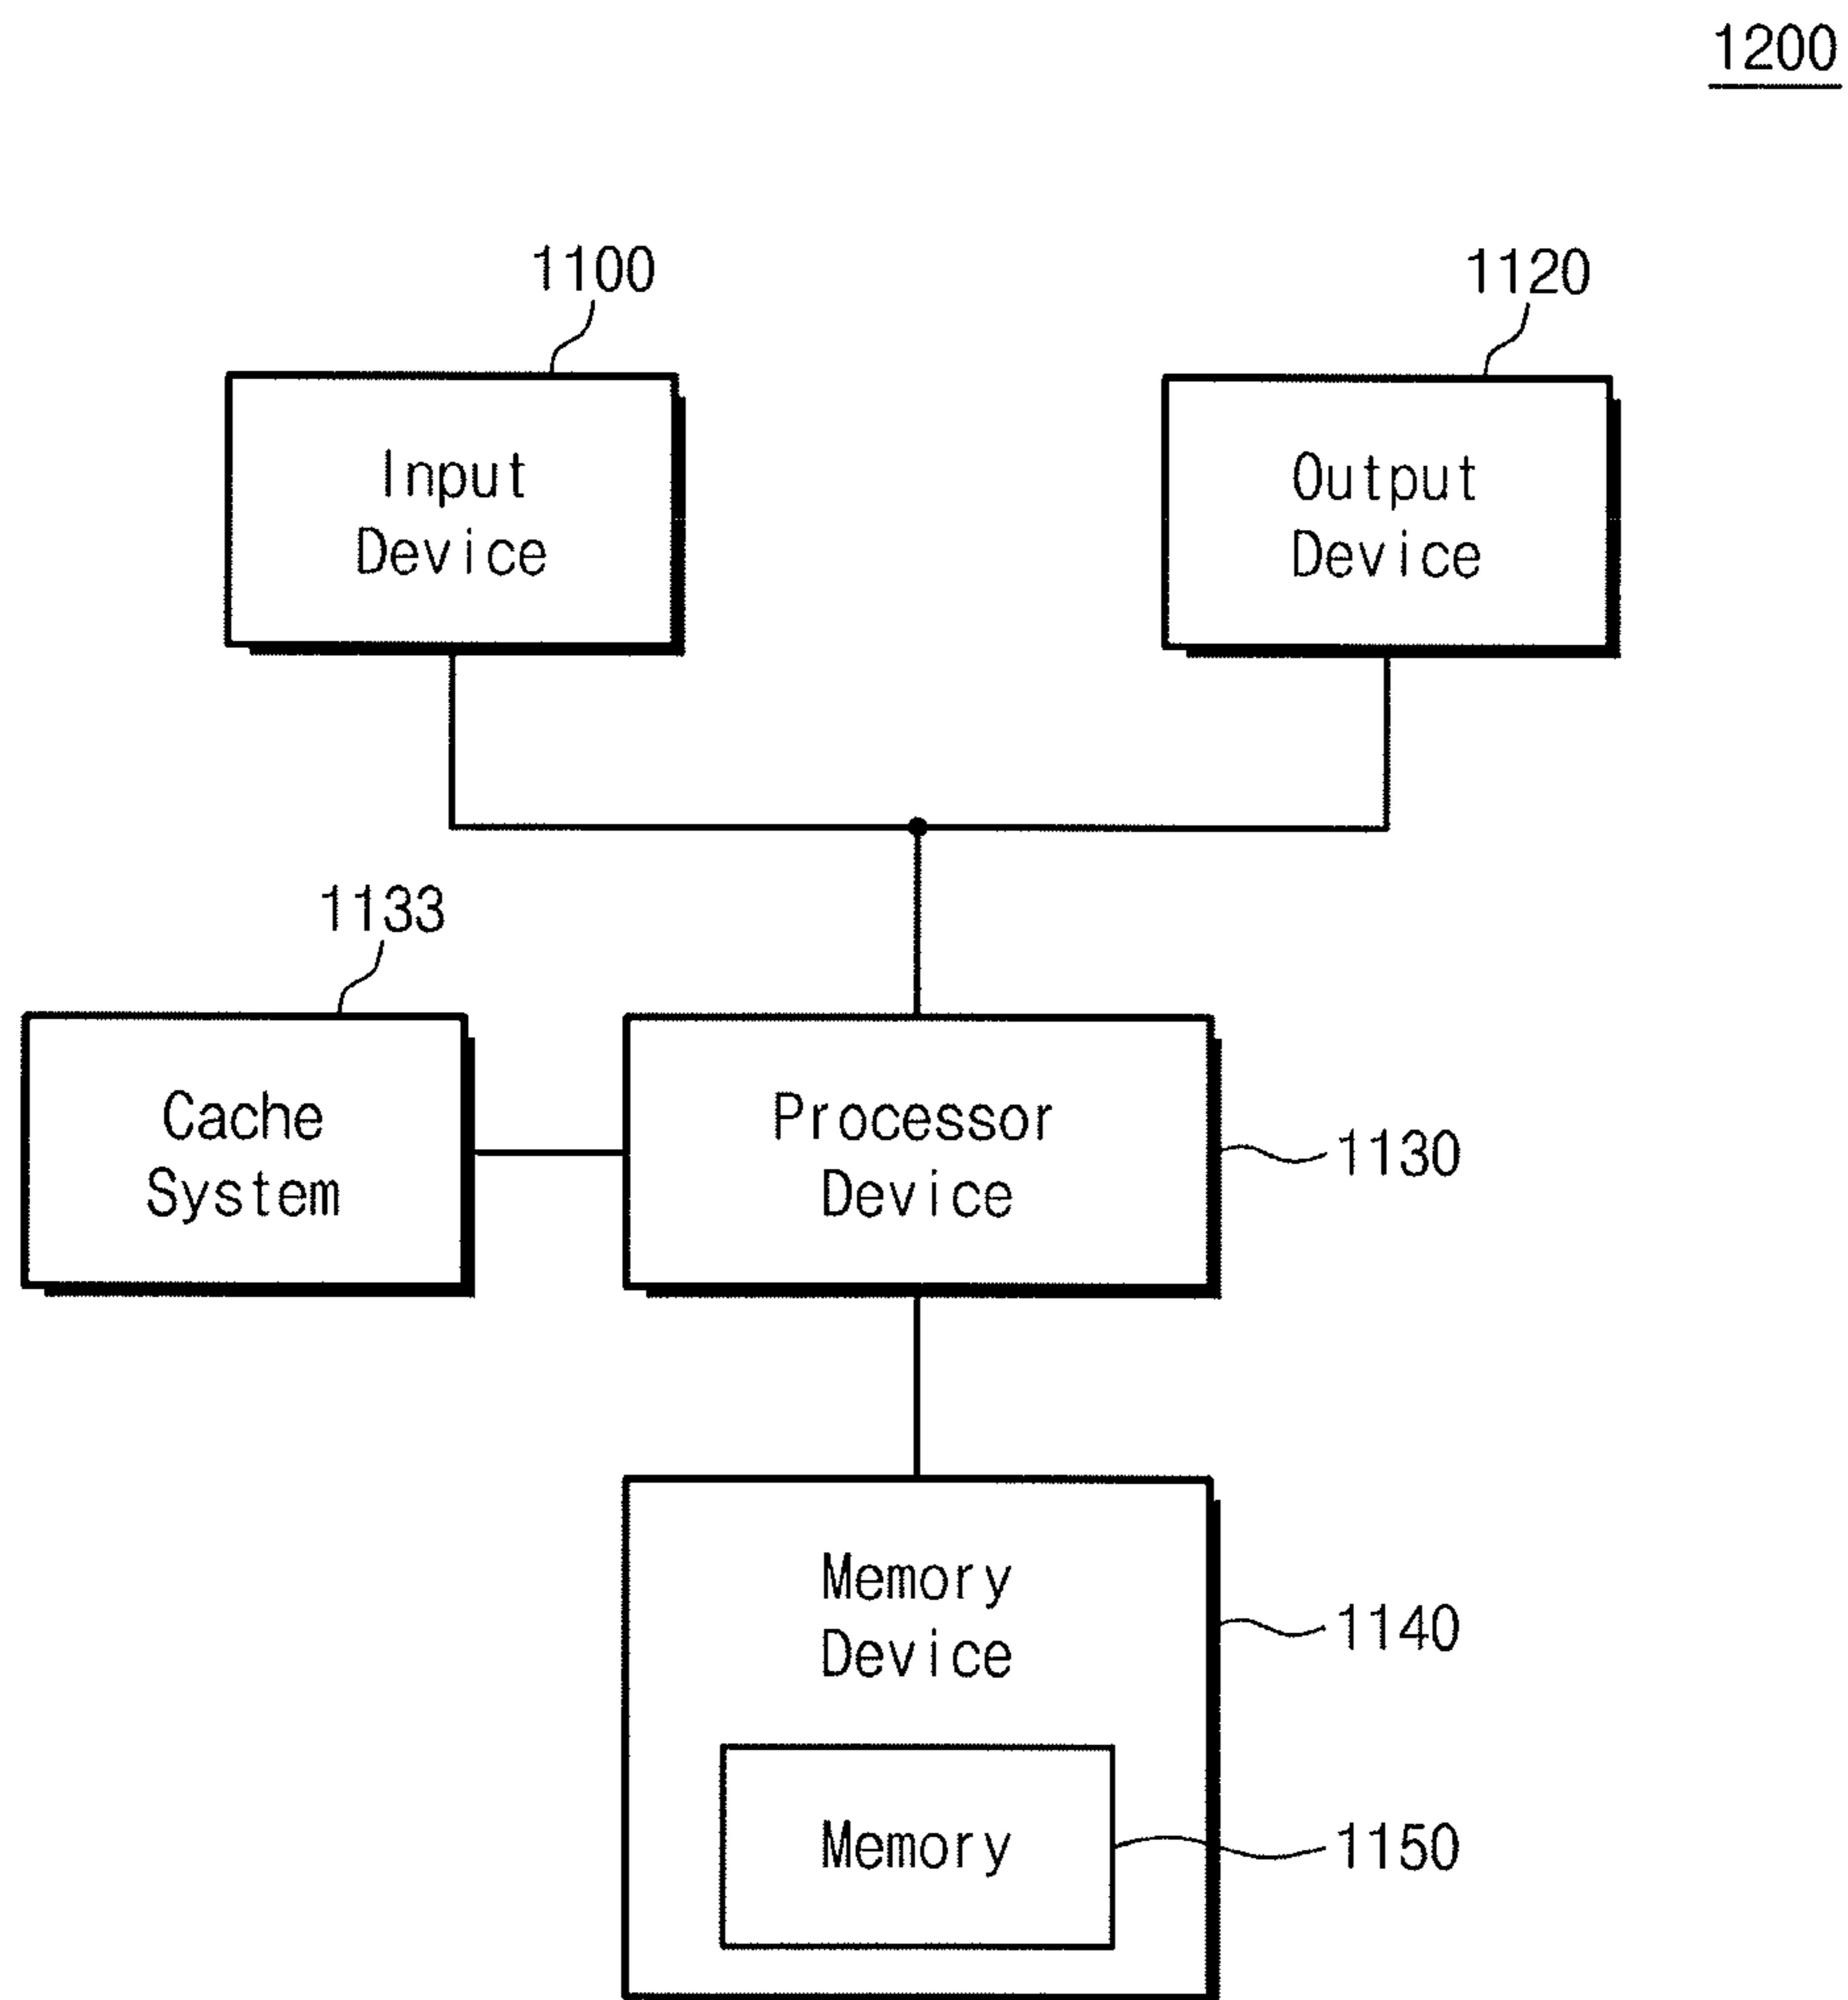 1200
1100
1120
Input
Device
Output
Device
1133
Cache
System
Processor
Device
1130
Memory
Device
1140
Memory
1150